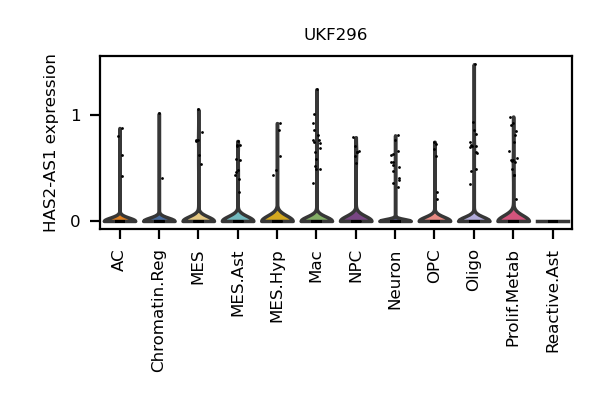 UKF296
HAS2-AS1 expression
1
0
AC
Chromatin.Reg
MES
MES.Ast
MES.Hyp
Mac
NPC
Neuron
OPC
Oligo
Prolif.Metab
Reactive.Ast